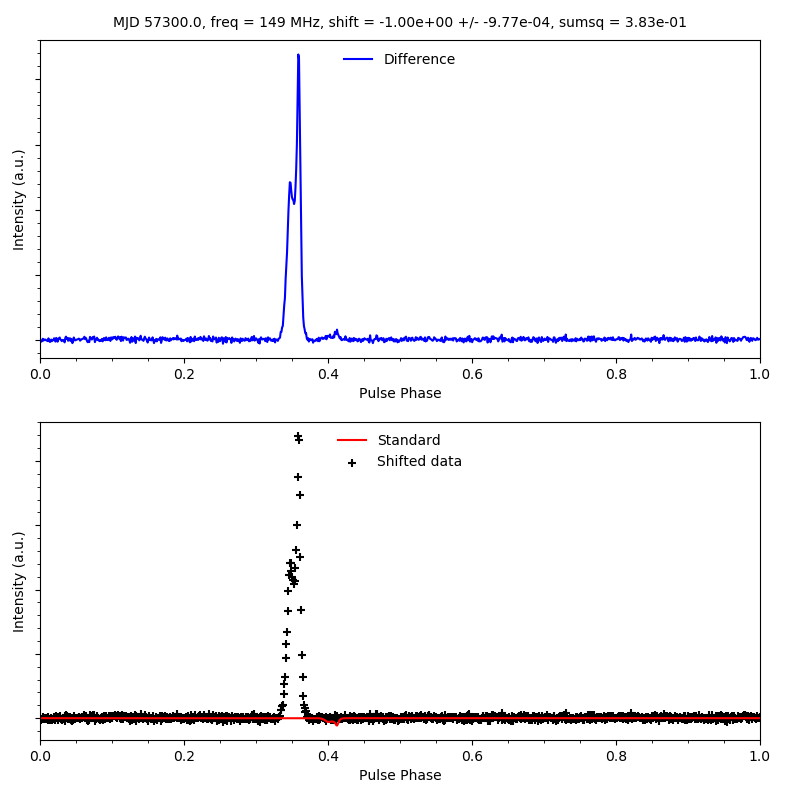 MJD 57300.0, freq = 149 MHz, shift = -1.00e+00 +/- -9.77e-04, sumsq = 3.83e-01
Difference
Intensity (a.u.)
0.0 0.2 0.4 0.6 0.8 1.0
Pulse Phase
Standard
Shifted data
Intensity (a.u.)
0.0 0.2 0.4 0.6 0.8 1.0
Pulse Phase